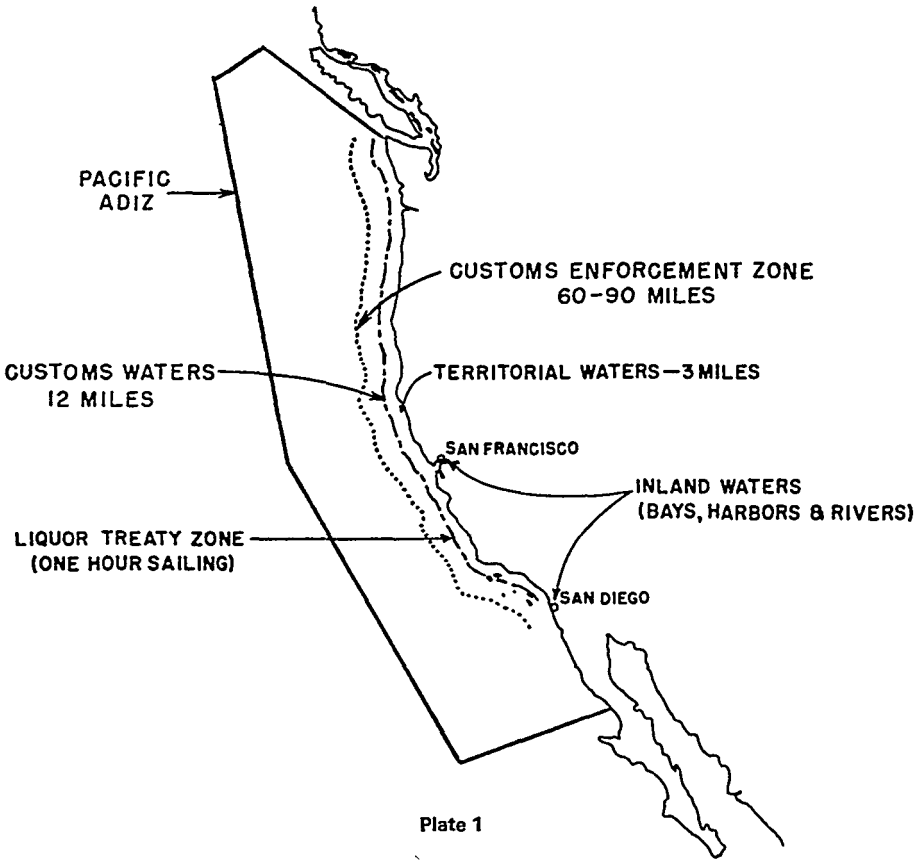 PACIFIC
ADIZ
CUSTOMS ENFORCEMENT ZONE
60-90 MILES
CUSTOMS WATERS
12 MILES
TERRITORIAL WATERS—3 MILES
SAN FRANCISCO
INLAND WATERS
(BAYS, HARBORS & RIVERS)
LIQUOR TREATY ZONE
(ONE HOUR SAILING)
SAN DIEGO
Plate 1